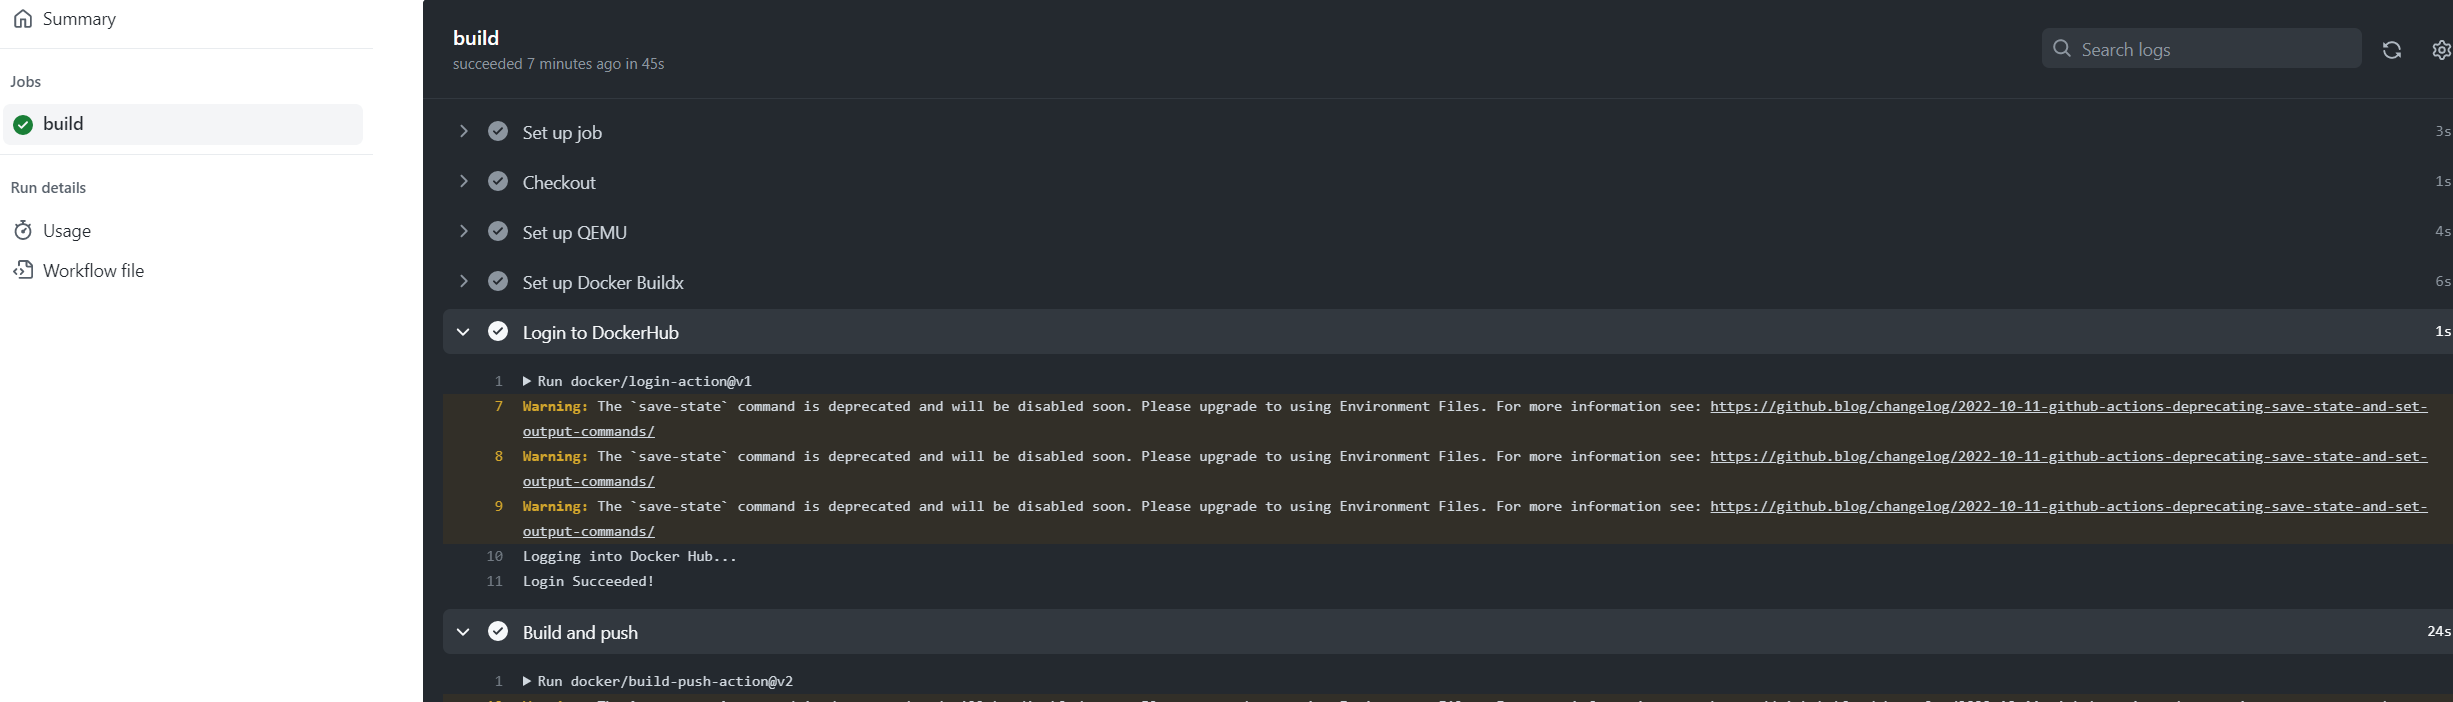 Summary
Jobs
build
Run details
Usage
Workflow file
build
succeeded 7 minutes ago in 45s
Search logs
Set up job 3s
Checkout 1s
Set up QEMU 4s
Set up Docker Buildx 6s
Login to DockerHub 1s
1 Run docker/login-action@v1
7 Warning: The `save-state` command is deprecated and will be disabled soon. Please upgrade to using Environment Files. For more information see: https://github.blog/changelog/2022-10-11-github-actions-deprecating-save-state-and-set-
output-commands/
8 Warning: The `save-state` command is deprecated and will be disabled soon. Please upgrade to using Environment Files. For more information see: https://github.blog/changelog/2022-10-11-github-actions-deprecating-save-state-and-set-
output-commands/
9 Warning: The `save-state` command is deprecated and will be disabled soon. Please upgrade to using Environment Files. For more information see: https://github.blog/changelog/2022-10-11-github-actions-deprecating-save-state-and-set-
output-commands/
10 Logging into Docker Hub...
11 Login Succeeded!
Build and push 24s
1 Run docker/build-push-action@v2